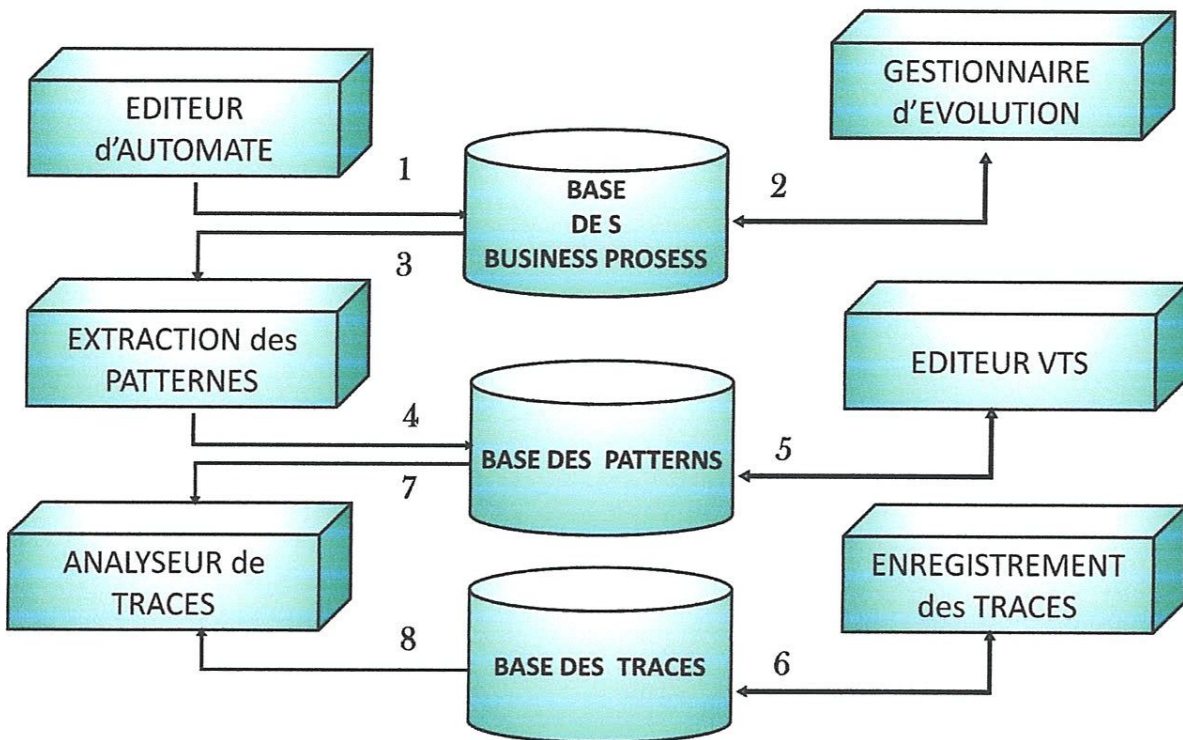 EDITEUR
d'AUTOMATE
GESTIONNAIRE
d'EVOLUTION
1
BASE
DE S
BUSINESS PROSESS
2
3
EXTRACTION des
PATTERNES
EDITEUR VTS
4
BASE DES PATTERNS
5
7
ANALYSEUR de
TRACES
ENREGISTREMENT
des TRACES
8
BASE DES TRACES
6